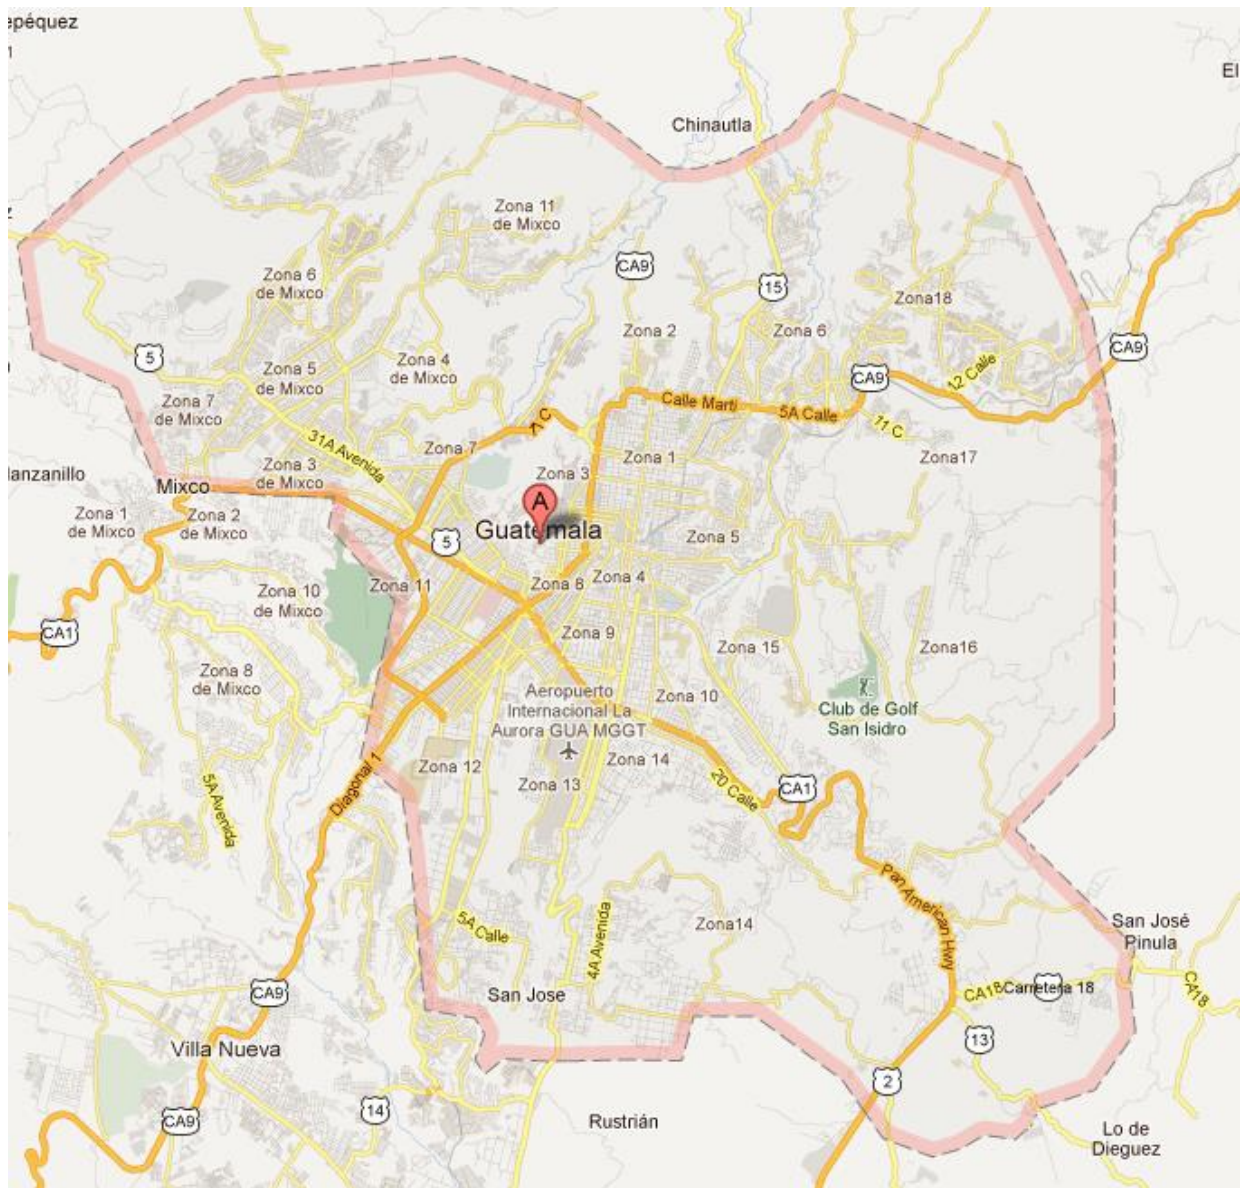 epéquez
El
Chinautla
Zona 11
de Mixco
CA9
Zona 6
de Mixco
15
Zona18
Zona 2
Zona 6
5
Zona 4
de Mixco
CA9
Zona 5
de Mixco
CA9
12 Calle
Zona 7
de Mixco
Calle Marti
5A Calle
11 C
31A Avenida
Zona 7
Zona 1
Zona17
Zona 3
de Mixco
Zona 3
lanzanillo
Mixco
A
Zona 1
de Mixco
Zona 2
de Mixco
Guatemala
5
Zona 5
Zona 11
Zona 8
Zona 4
Zona 10
de Mixco
CA1
Zona 9
Zona 15
Zona16
Zona 8
de Mixco
Aeropuerto
Internacional La
Aurora GUA MGGT
Zona 10
Club de Golf
San Isidro
Zona 12
Zona 13
Zona 14
20 Calle
CA1
Diagonal 1
5A Avenida
Pan American Hwy
5A Calle
4A Avenida
Zona14
San José
Pinula
CA9
San Jose
CA18
Carretera 18
CA18
Villa Nueva
13
2
14
CA9
Rustrián
Lo de
Dieguez